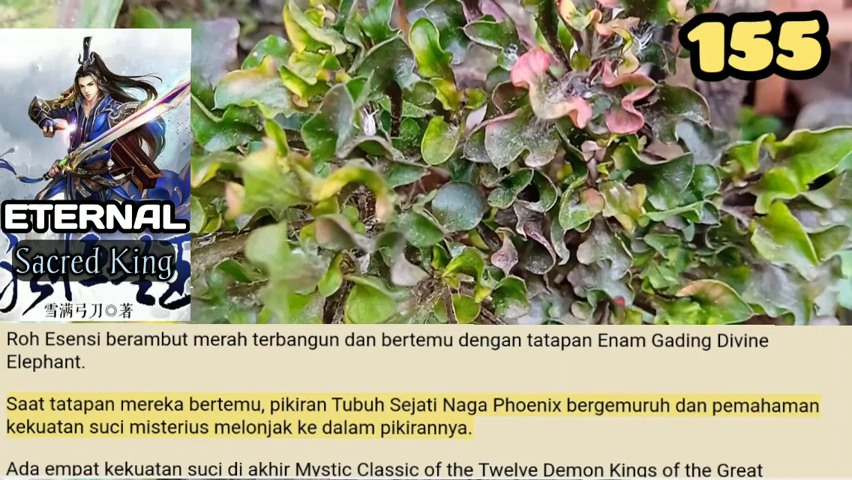 155
ETERNAL
Sacred King
雪满弓刀◎著
Roh Esensi berambut merah terbangun dan bertemu dengan tatapan Enam Gading Divine
Elephant.
Saat tatapan mereka bertemu, pikiran Tubuh Sejati Naga Phoenix bergemuruh dan pemahaman
kekuatan suci misterius melonjak ke dalam pikirannya.
Ada empat kekuatan suci di akhir Mystic Classic of the Twelve Demon Kings of the Great